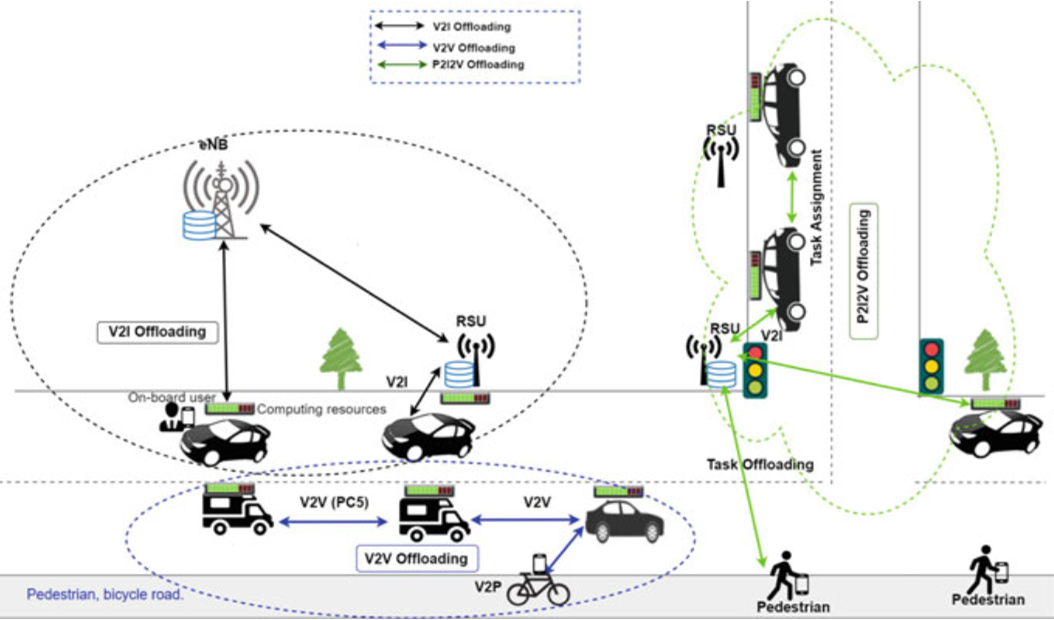 V2I Offloading
V2V Offloading
P2I2V Offloading
eNB
RSU
Task Assignment
P2I2V Offloading
V2I Offloading
RSU
RSU
V2I
V2I
On-board user
Computing resources
Task Offloading
V2V (PC5)
V2V
V2V Offloading
V2P
Pedestrian, bicycle road.
Pedestrian
Pedestrian